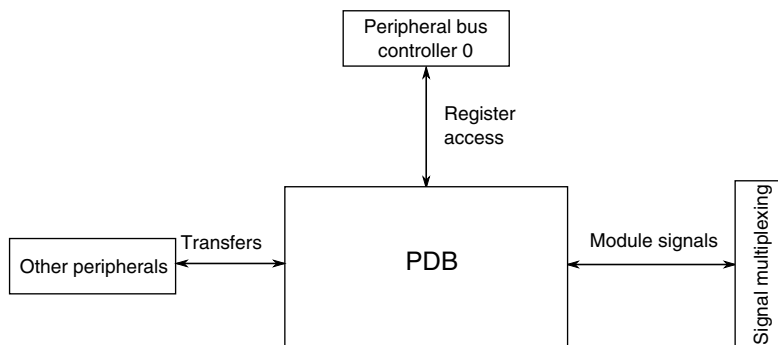 Peripheral bus
controller 0
Register
access
Transfers
Other peripherals
PDB
Module signals
Signal multiplexing